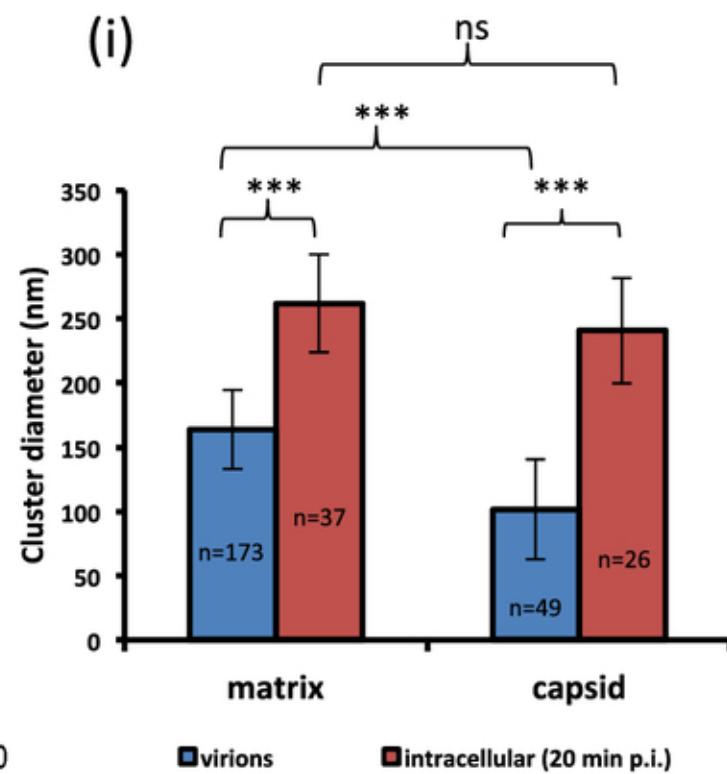 (i)
ns
***
*** ***
350
300
250
200
150
100
50
0
Cluster diameter (nm)
n=173
n=37
n=49
n=26
matrix capsid
virions intracellular (20 min p.i.)